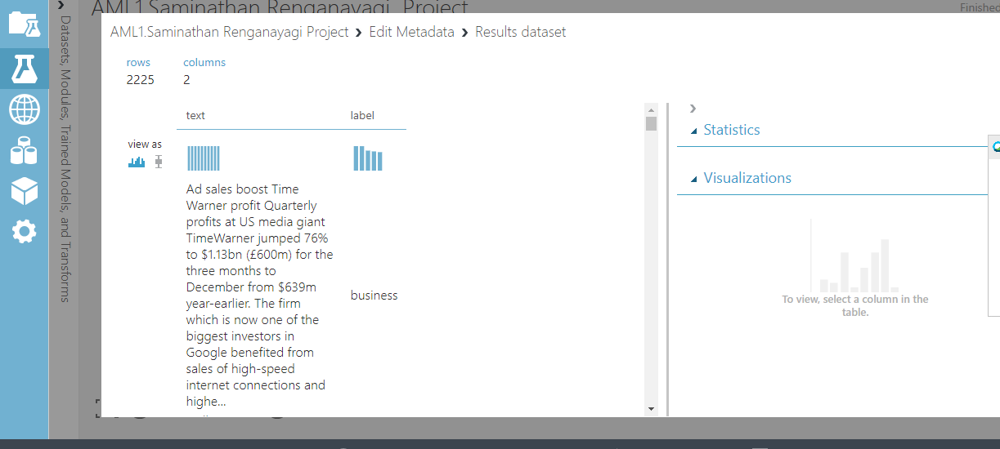 AML1.Saminathan Renganayagi_Project
Finished
Datasets, Modules, Trained Models, and Transforms
AML1.Saminathan Renganayagi Project > Edit Metadata > Results dataset
rows columns
2225 2
text label
view as
Ad sales boost Time
Warner profit Quarterly
profits at US media giant
TimeWarner jumped 76%
to $1.13bn (£600m) for the
three months to
December from $639m
year-earlier. The firm
which is now one of the
biggest investors in
Google benefited from
sales of high-speed
internet connections and
highe...
business
Statistics
Visualizations
To view, select a column in the
table.